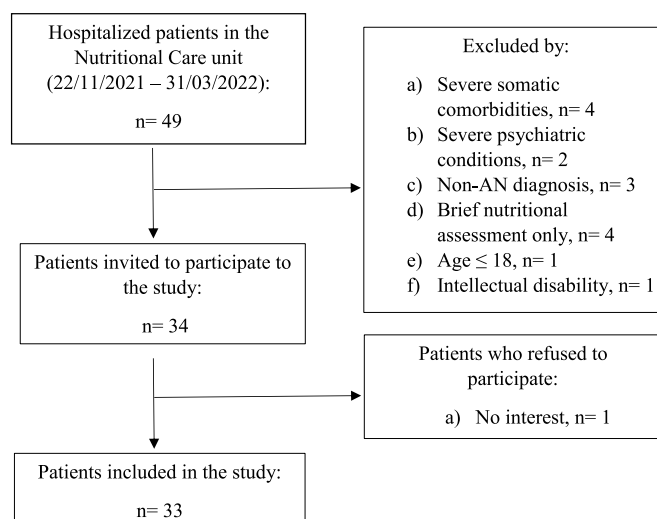 Hospitalized patients in the
Nutritional Care unit
(22/11/2021 – 31/03/2022):
n= 49
Excluded by:
a) Severe somatic
comorbidities, n= 4
b) Severe psychiatric
conditions, n= 2
c) Non-AN diagnosis, n= 3
d) Brief nutritional
assessment only, n= 4
e) Age ≤ 18, n= 1
f) Intellectual disability, n= 1
Patients invited to participate to
the study:
n= 34
Patients who refused to
participate:
a) No interest, n= 1
Patients included in the study:
n= 33